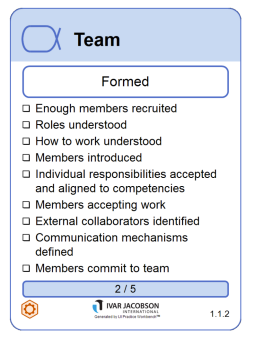 Team
Formed
Enough members recruited
Roles understood
How to work understood
Members introduced
Individual responsibilities accepted
and aligned to competencies
Members accepting work
External collaborators identified
Communication mechanisms
defined
Members commit to team
2 / 5
IVAR JACOBSON
INTERNATIONAL
Generated by IJI Practice Workbench™
1.1.2